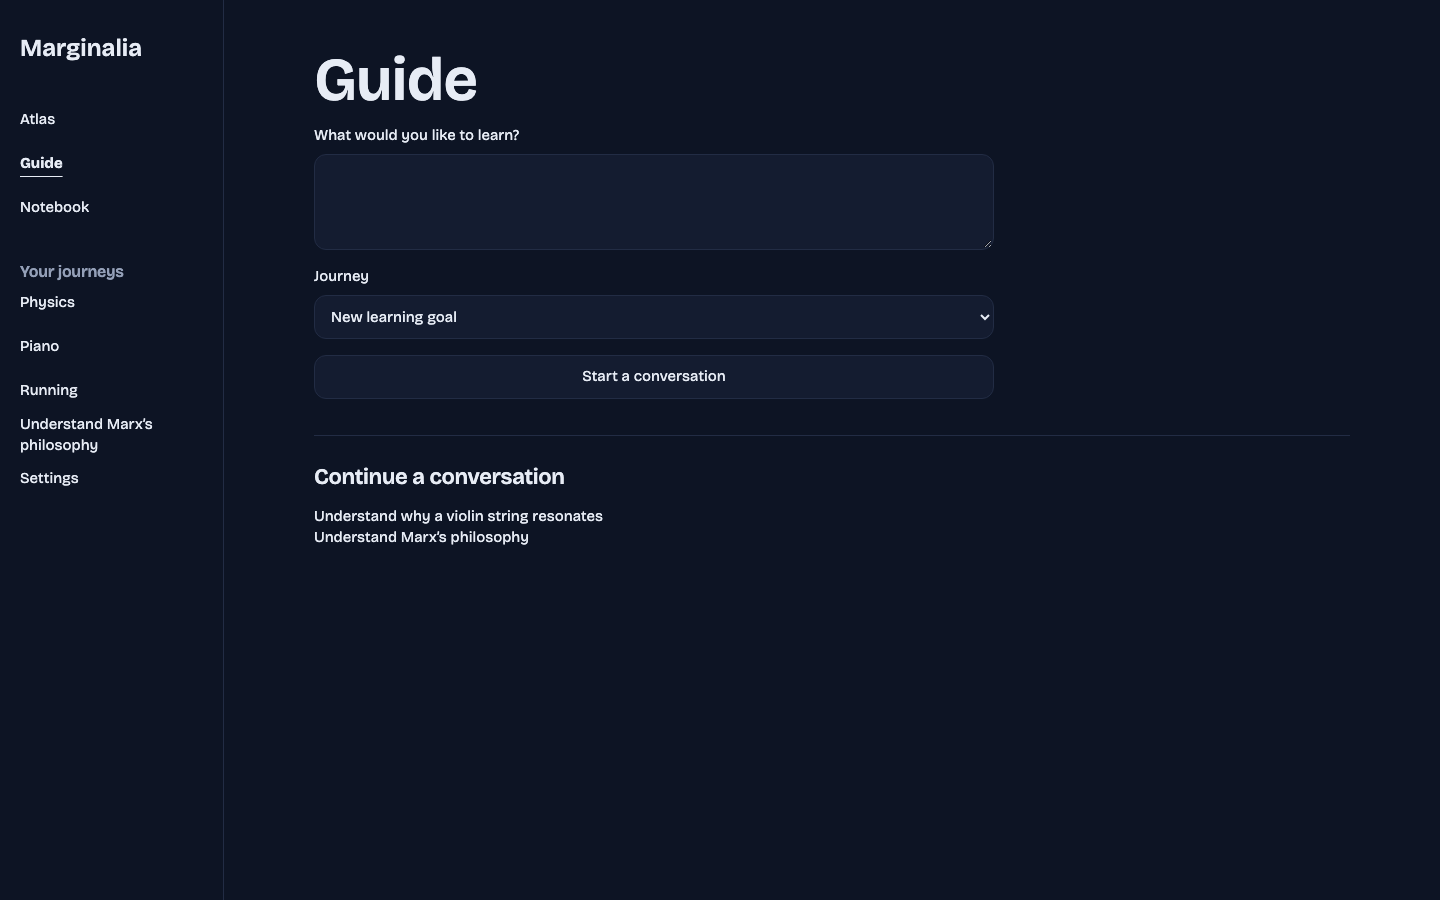 Marginalia
Atlas
Guide
Notebook
Your journeys
Physics
Piano
Running
Understand Marx's
philosophy
Settings
Guide
What would you like to learn?
Journey
New learning goal
Start a conversation
Continue a conversation
Understand why a violin string resonates
Understand Marx's philosophy